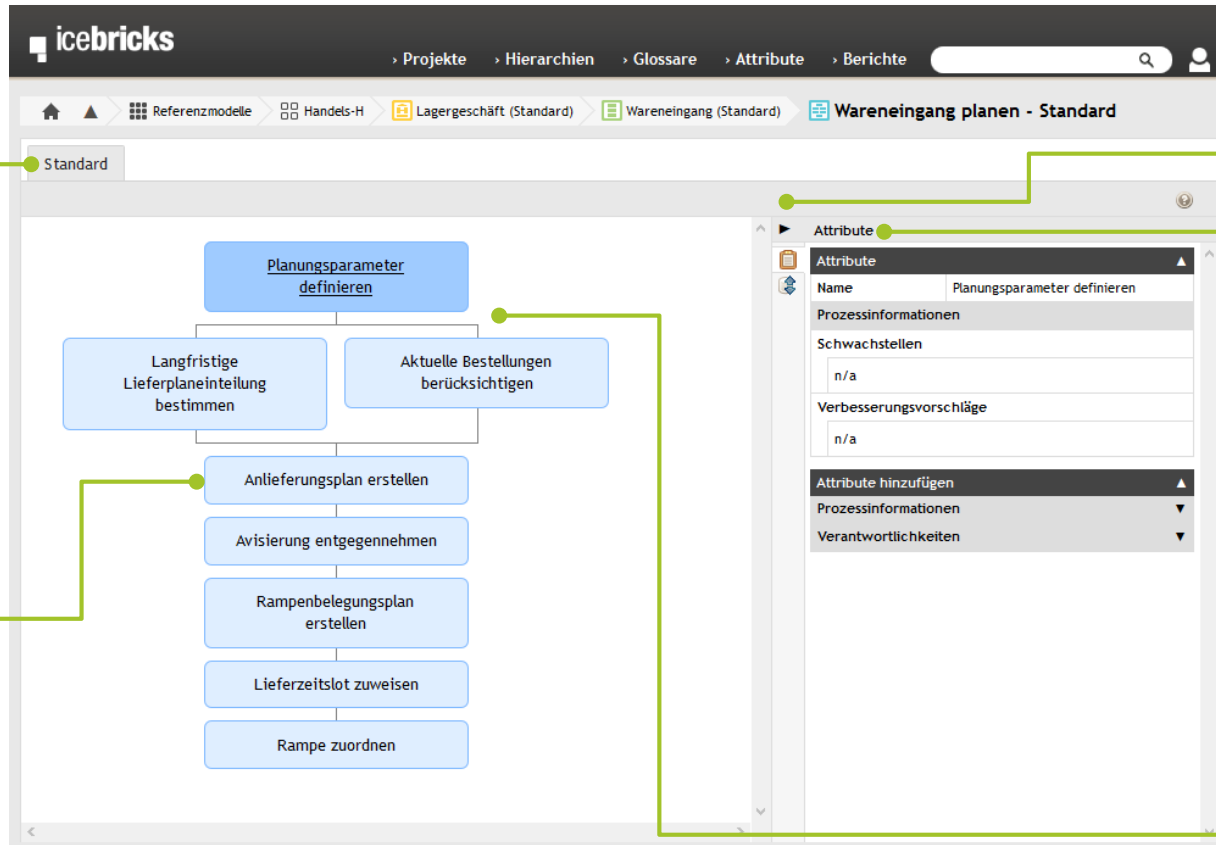 icebricks
› Projekte › Hierarchien › Glossare › Attribute › Berichte
Referenzmodelle Handels-H Lagergeschäft (Standard) Wareneingang (Standard) Wareneingang planen - Standard
Standard
Planungsparameter
definieren
Langfristige
Lieferplaneinteilung
bestimmen
Aktuelle Bestellungen
berücksichtigen
Anlieferungsplan erstellen
Avisierung entgegennehmen
Rampenbelegungsplan
erstellen
Lieferzeitslot zuweisen
Rampe zuordnen
Attribute
Attribute
Name Planungsparameter definieren
Prozessinformationen
Schwachstellen
n/a
Verbesserungsvorschläge
n/a
Attribute hinzufügen
Prozessinformationen
Verantwortlichkeiten